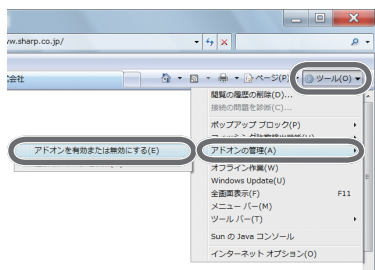 vw.sharp.co.jp/
会社
ページ(P)
ツール(O)
閲覧の履歴の削除(D)...
接続の問題を診断(C)...
ポップアップ ブロック(P)
アドオンの管理(A)
アドオンを有効または無効にする(E)
オフライン作業(W)
Windows Update(U)
全画面表示(F) F11
メニュー バー(M)
ツール バー(T)
Sun の Java コンソール
インターネット オプション(O)